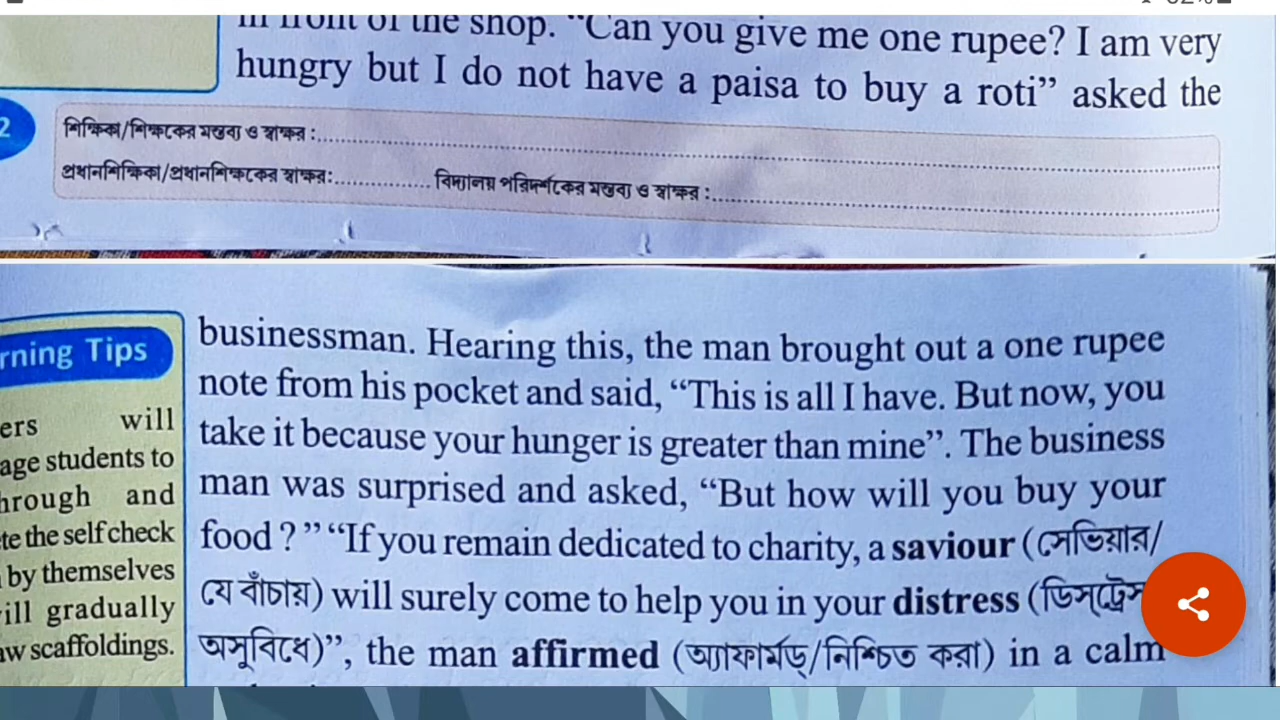 in front of the shop. “Can you give me one rupee? I am very
hungry but I do not have a paisa to buy a roti” asked the
2
শিক্ষিকা/শিক্ষকের মন্তব্য ও স্বাক্ষর :
প্রধানশিক্ষিকা/প্রধানশিক্ষকের স্বাক্ষর: বিদ্যালয় পরিদর্শকের মন্তব্য ও স্বাক্ষর :
businessman. Hearing this, the man brought out a one rupee
note from his pocket and said, “This is all I have. But now, you
take it because your hunger is greater than mine”. The business
man was surprised and asked, “But how will you buy your
food ? ” “If you remain dedicated to charity, a saviour (সেভিয়ার/
যে বাঁচায়) will surely come to help you in your distress (ডিস্ট্রেস
অসুবিধে)”, the man affirmed (অ্যাফার্মড্/নিশ্চিত করা) in a calm
rning Tips
ers will
age students to
hrough and
te the self check
by themselves
ill gradually
aw scaffoldings.